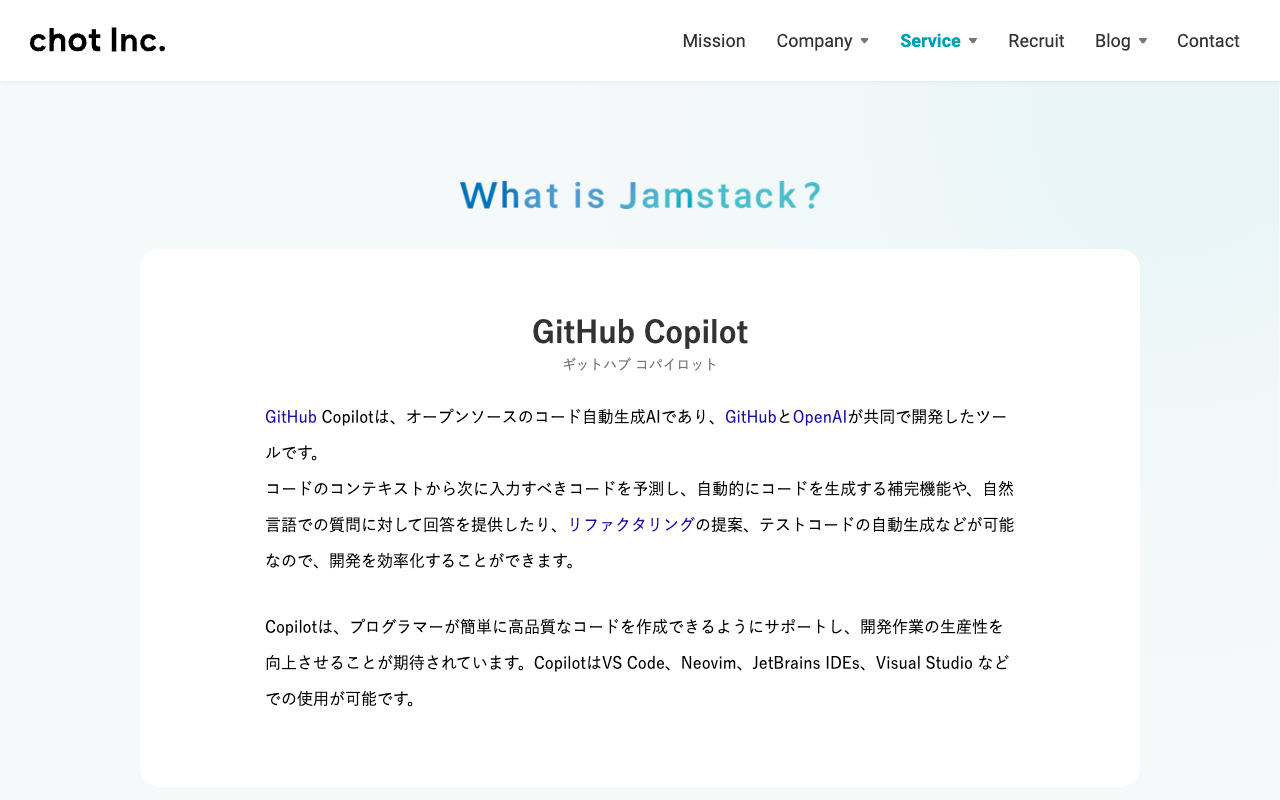 chot Inc.
Mission
Company
Service
Recruit
Blog
Contact
What is Jamstack?
GitHub Copilot
ギットハブ コパイロット
GitHub Copilotは、オープンソースのコード自動生成AIであり、GitHubとOpenAIが共同で開発したツー
ルです。
コードのコンテキストから次に入力すべきコードを予測し、自動的にコードを生成する補完機能や、自然
言語での質問に対して回答を提供したり、リファクタリングの提案、テストコードの自動生成などが可能
なので、開発を効率化することができます。
Copilotは、プログラマーが簡単に高品質なコードを作成できるようにサポートし、開発作業の生産性を
向上させることが期待されています。CopilotはVS Code、Neovim、JetBrains IDEs、Visual Studio など
での使用が可能です。